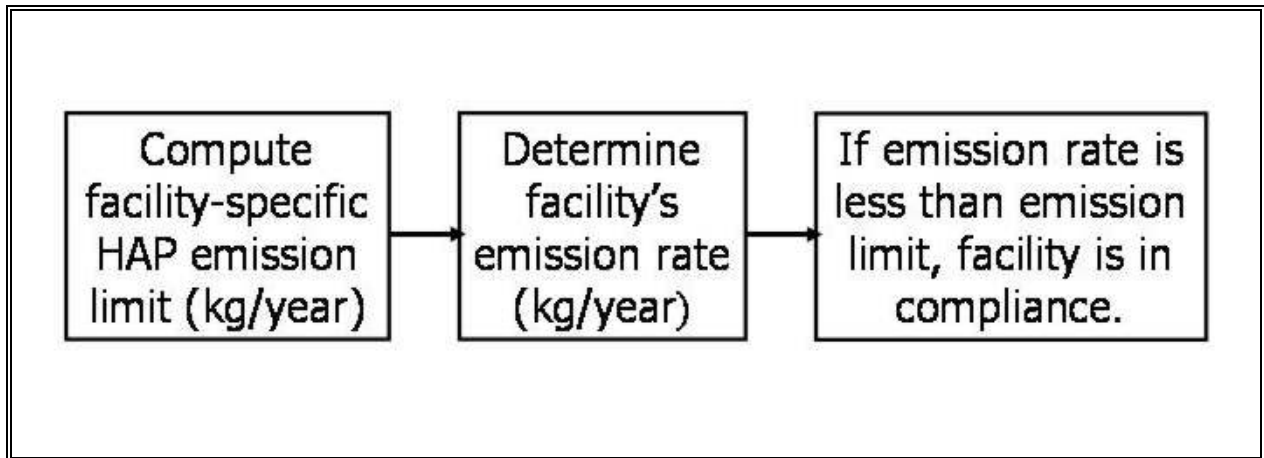 Compute
facility-specific
HAP emission
limit (kg/year)
Determine
facility's
emission rate
(kg/year)
If emission rate is
less than emission
limit, facility is in
compliance.